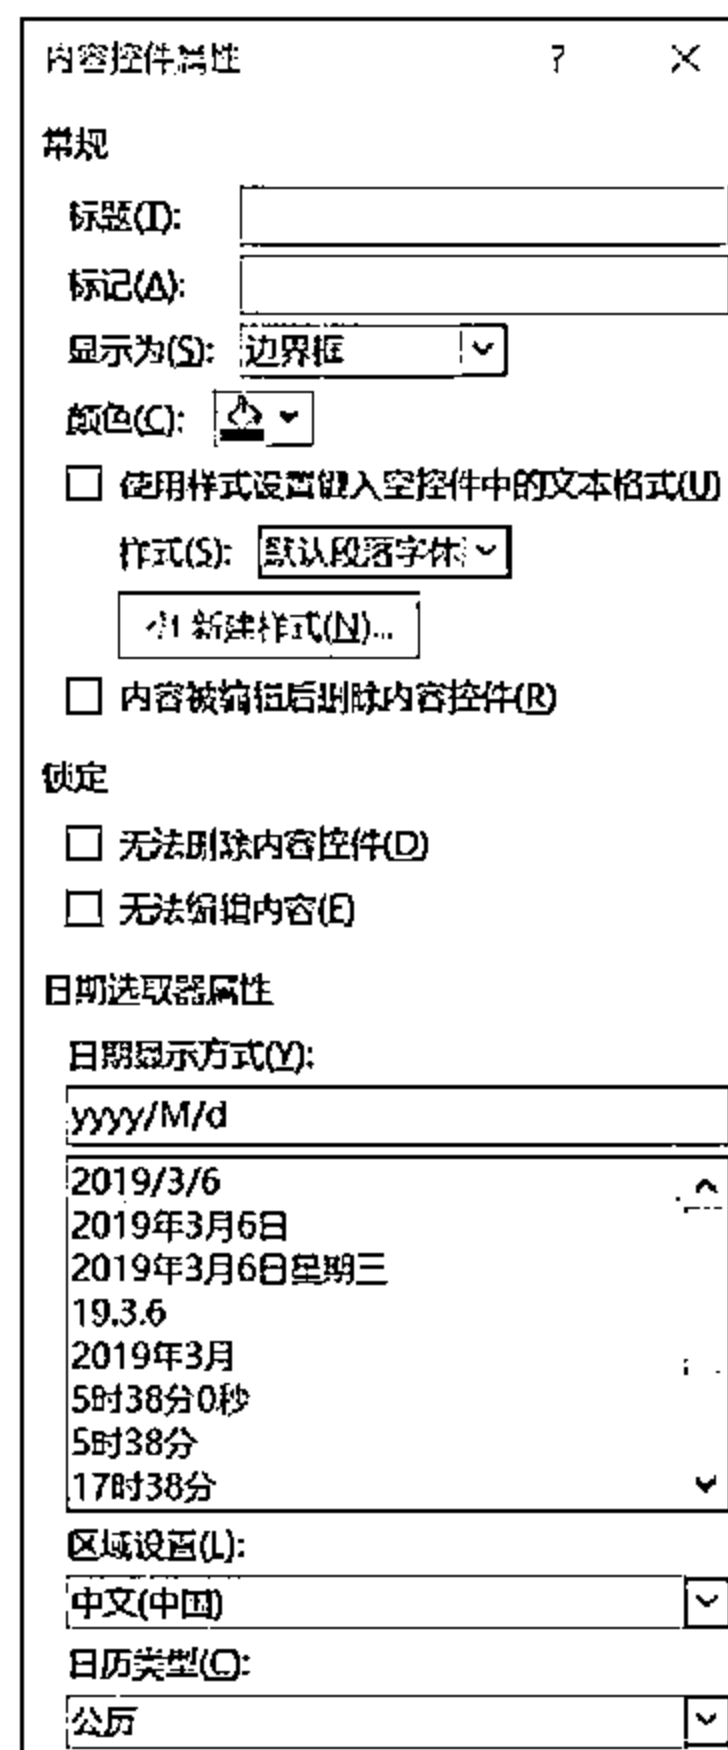 内容控件属性 ?
常规
标题(T):
标记(A):
显示为(S): 边界框
颜色(C):
使用样式设置键入空控件中的文本格式(U)
样式(S): 默认段落字体
新建样式(N)...
内容被编辑后删除内容控件(R)
锁定
无法删除内容控件(D)
无法编辑内容(E)
日期选取器属性
日期显示方式(Y):
yyyy/M/d
2019/3/6
2019年3月6日
2019年3月6日星期三
19.3.6
2019年3月
5时38分0秒
5时38分
17时38分
区域设置(L):
中文(中国)
日历类型(C):
公历